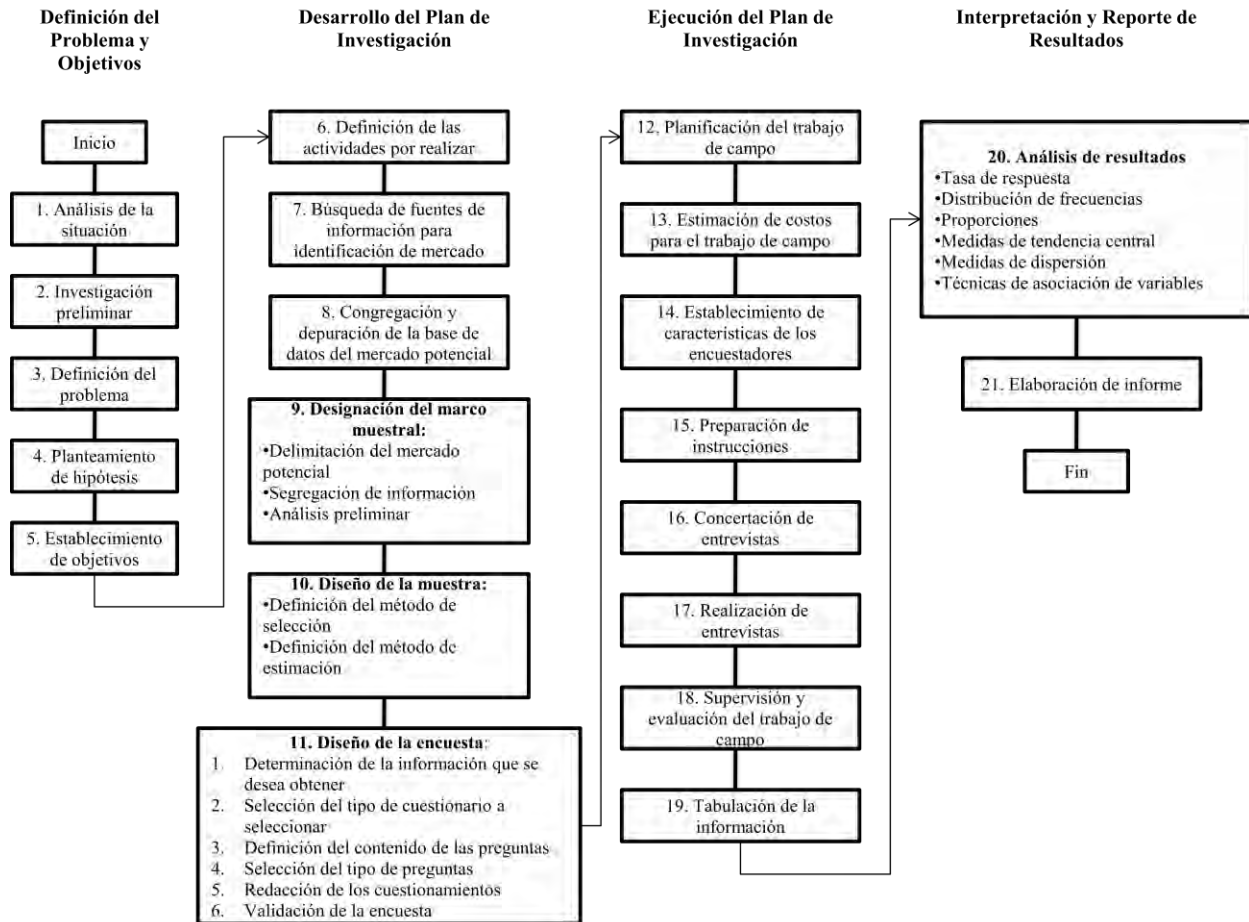 Definición del
Problema y
Objetivos
Inicio
1. Análisis de la
situación
2. Investigación
preliminar
3. Definición del
problema
4. Planteamiento
de hipótesis
5. Establecimiento
de objetivos
Desarrollo del Plan de
Investigación
6. Definición de las
actividades por realizar
7. Búsqueda de fuentes de
información para
identificación de mercado
8. Congregación y
depuración de la base de
datos del mercado potencial
9. Designación del marco
muestral:
•Delimitación del mercado
potencial
•Segregación de información
•Análisis preliminar
10. Diseño de la muestra:
•Definición del método de
selección
•Definición del método de
estimación
11. Diseño de la encuesta:
1 Determinación de la información que se
desea obtener
2. Selección del tipo de cuestionario a
seleccionar
3. Definición del contenido de las preguntas
4. Selección del tipo de preguntas
5. Redacción de los cuestionamientos
6. Validación de la encuesta
Ejecución del Plan de
Investigación
12. Planificación del trabajo
de campo
13. Estimación de costos
para el trabajo de campo
14. Establecimiento de
características de los
encuestadores
15. Preparación de
instrucciones
16. Concertación de
entrevistas
17. Realización de
entrevistas
18. Supervisión y
evaluación del trabajo de
campo
19. Tabulación de la
información
Interpretación y Reporte de
Resultados
20. Análisis de resultados
•Tasa de respuesta
•Distribución de frecuencias
•Proporciones
•Medidas de tendencia central
•Medidas de dispersión
•Técnicas de asociación de variables
21. Elaboración de informe
Fin